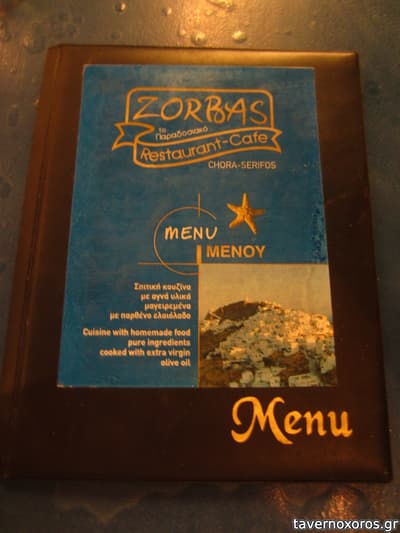 ZORBAS
το
Παραδοσιακό
Restaurant-Cafe
CHORA-SERIFOS
MENU
ΜΕΝΟΥ
Σπιτική κουζίνα
με αγνά υλικά
μαγειρεμένα
με παρθένο ελαιόλαδο
Cuisine with homemade food
pure ingredients
cooked with extra virgin
olive oil
Menu
tavernoxoros.gr